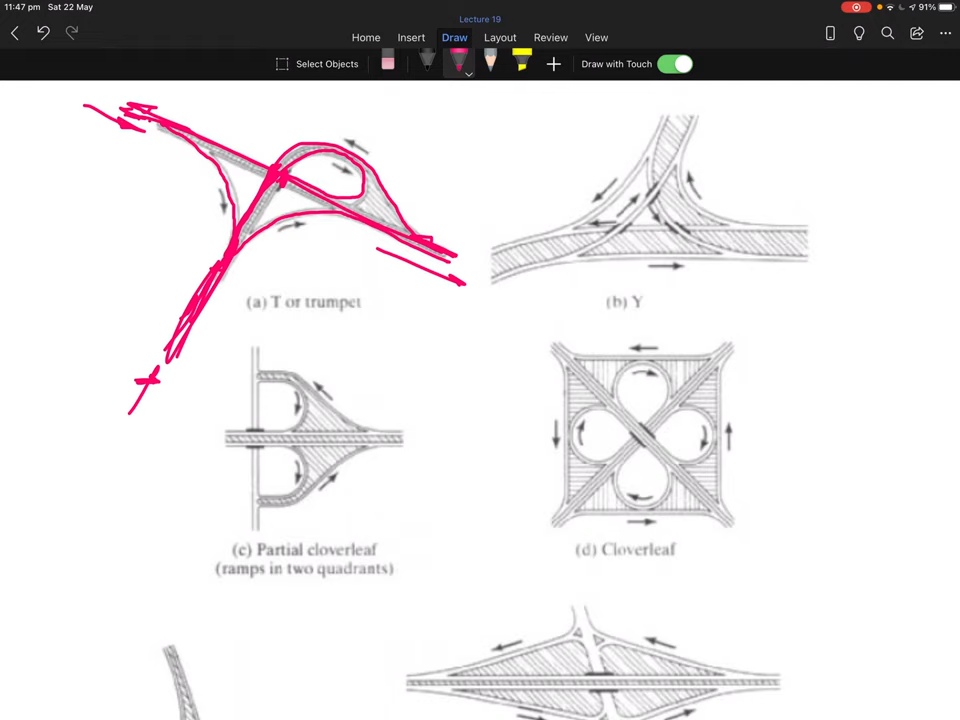 11:47 pm Sat 22 May
91%
Lecture 19
Home Insert Draw Layout Review View
Select Objects
Draw with Touch
(a) T or trumpet
(b) Y
(c) Partial cloverleaf
(ramps in two quadrants)
(d) Cloverleaf